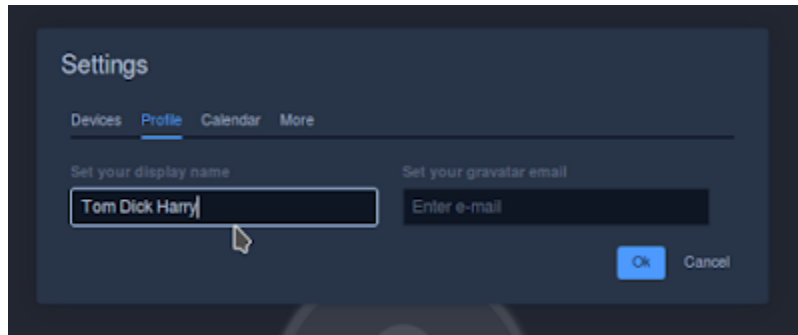 Settings
Devices Profile Calendar More
Set your display name Set your gravatar email
Tom Dick Harry Enter e-mail
Ok Cancel